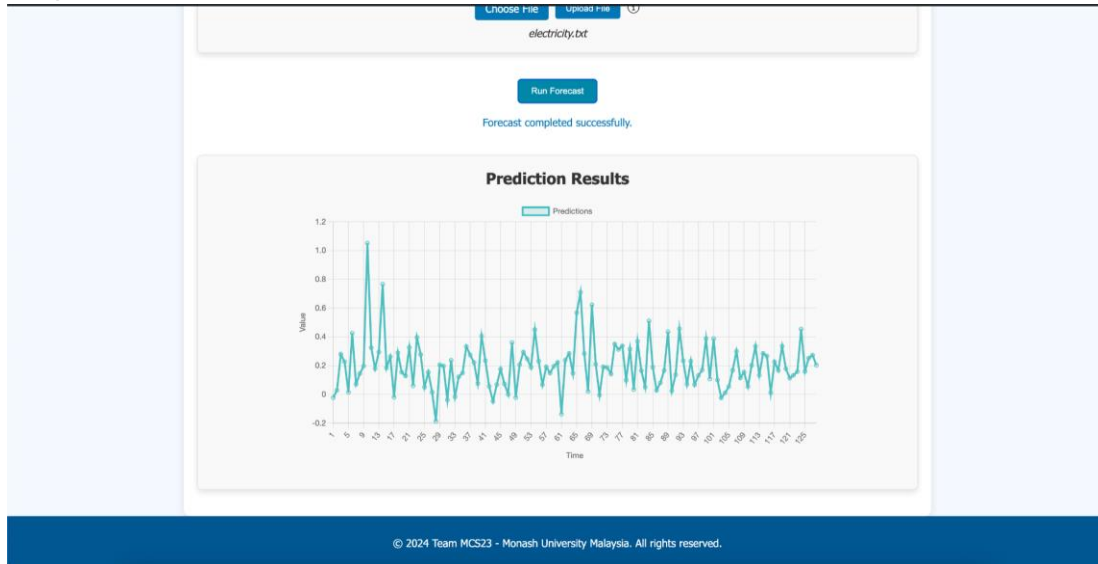 Choose File Upload File
electricity.txt
Run Forecast
Forecast completed successfully.
Prediction Results
Predictions
1.2
1.0
0.8
0.6
0.4
0.2
0
-0.2
Value
1 5 9 13 17 21 25 29 33 37 41 45 49 53 57 61 65 69 73 77 81 85 89 93 97 101 105 109 113 117 121 125
Time
© 2024 Team MCS23 - Monash University Malaysia. All rights reserved.